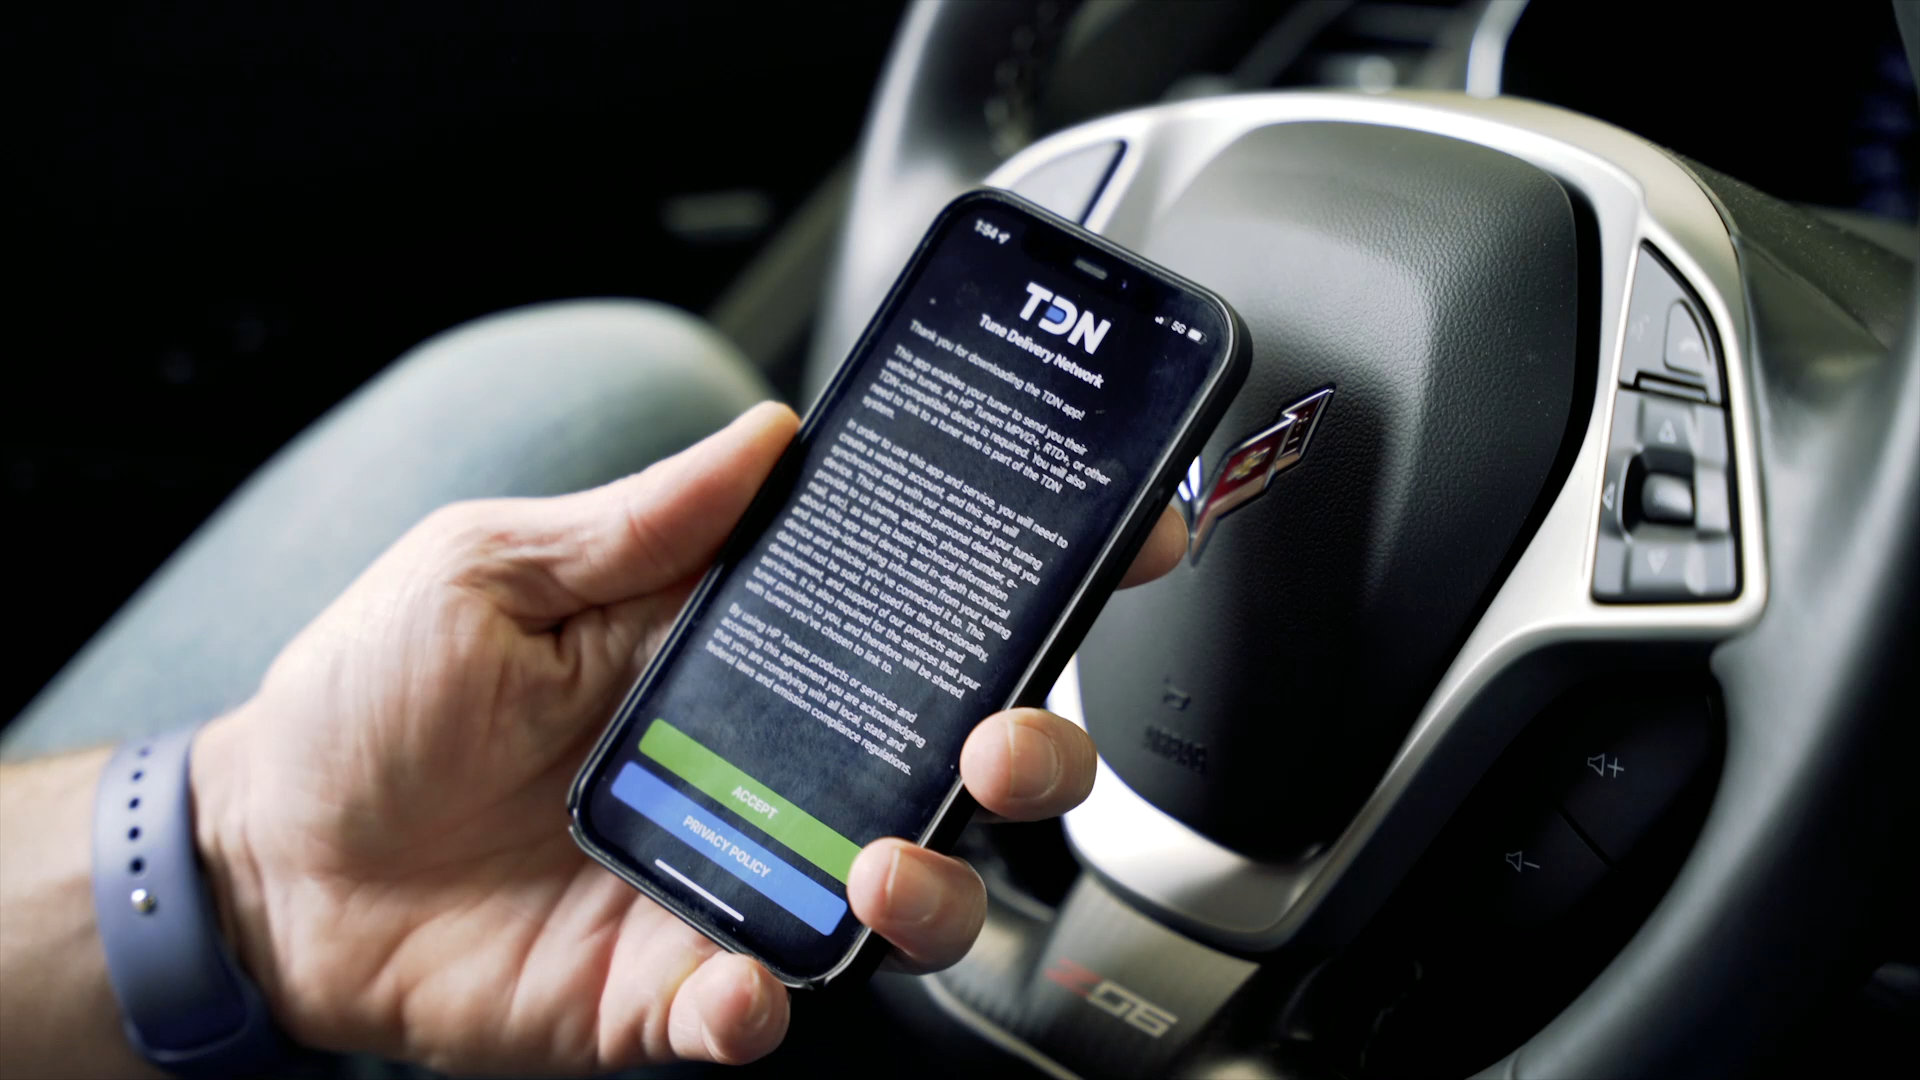 1:54
5G
TDN
Tune Delivery Network
Thank you for downloading the TDN app!
This app enables your tuner to send you their
vehicle tunes. An HP Tuners MPVI2+, RTD+, or other
TDN-compatibile device is required. You will also
need to link to a tuner who is part of the TDN
system.
In order to use this app and service, you will need to
create a website account, and this app will
synchronize data with our servers and your tuning
device. This data includes personal details that you
provide to us (name, address, phone number, e-
mail, etc), as well as basic technical information
about this app and device, and in-depth technical
and vehicle-identifying information from your tuning
device and vehicles you've connected it to. This
data will not be sold. It is used for the functionality,
development, and support of our products and
services. It is also required for the services that your
tuner provides to you, and therefore will be shared
with tuners you've chosen to link to.
By using HP Tuners products or services and
accepting this agreement you are acknowledging
that you are complying with all local, state and
federal laws and emission compliance regulations.
ACCEPT
PRIVACY POLICY
Z06